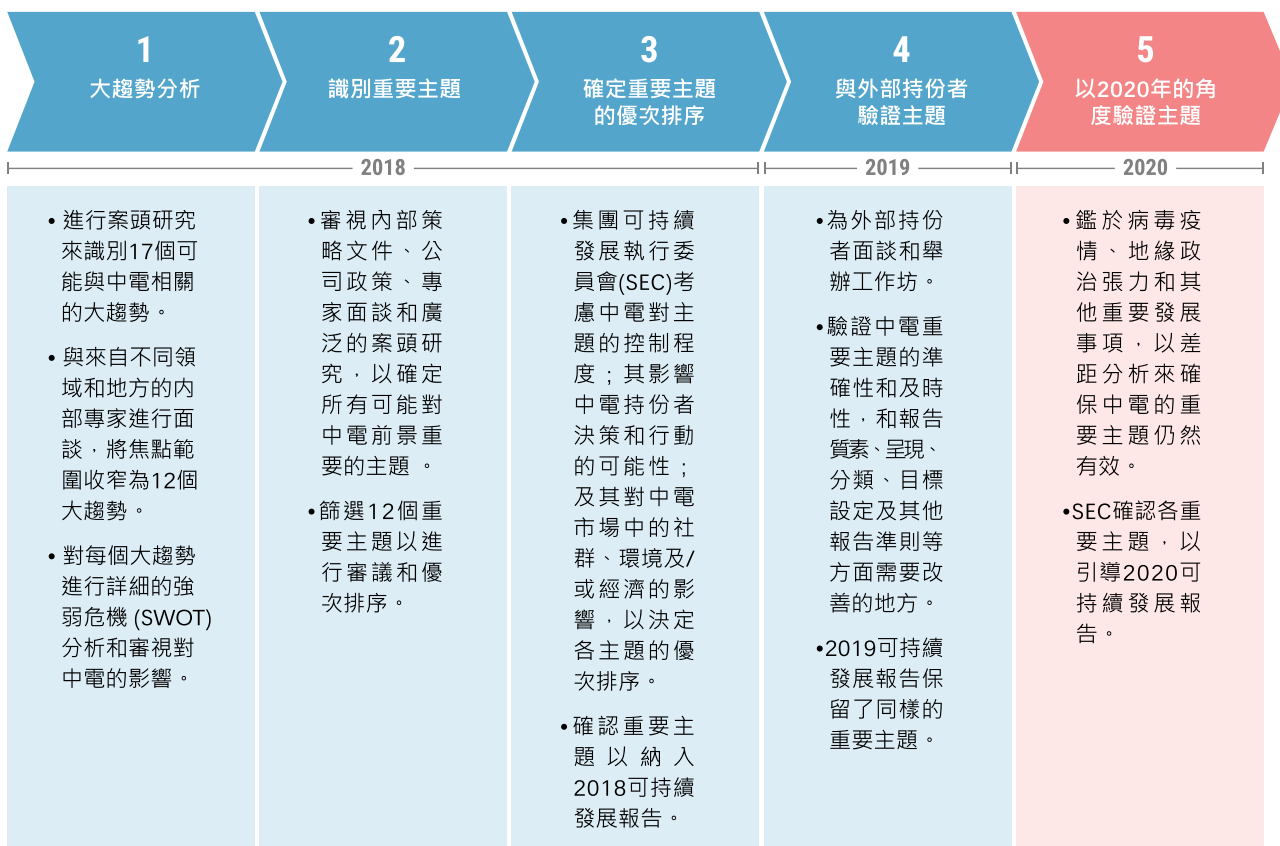 1
大趨勢分析
2
識別重要主題
3
確定重要主題
的優次排序
4
與外部持份者
驗證主題
5
以2020年的角
度驗證主題
2018
2019
2020
• 進行案頭研究
來識別17個可
能與中電相關
的大趨勢。
• 與來自不同領
域和地方的內
部專家進行面
談，將焦點範
圍收窄為12個
大趨勢。
• 對每個大趨勢
進行詳細的強
弱危機 (SWOT)
分析和審視對
中電的影響。
•審視內部策
略文件、公
司政策、專
家面談和廣
泛的案頭研
究，以確定
所有可能對
中電前景重
要的主題 。
•篩選12個重
要主題以進
行審議和優
次排序。
•集團可持續
發展執行委
員會(SEC)考
慮中電對主
題的控制程
度；其影響
中電持份者
決策和行動
的可能性；
及其對中電
市場中的社
群、環境及/
或經濟的影
響，以決定
各主題的優
次排序。
•確認重要主
題以納入
2018可持續
發展報告。
•為外部持份
者面談和舉
辦工作坊。
•驗證中電重
要主題的準
確性和及時
性，和報告
質素、呈現、
分類、目標
設定及其他
報告準則等
方面需要改
善的地方。
•2019可持續
發展報告保
留了同樣的
重要主題。
•鑑於病毒疫
情、地緣政
治張力和其
他重要發展
事項，以差
距分析來確
保中電的重
要主題仍然
有效。
•SEC確認各重
要主題，以
引導2020可
持續發展報
告。